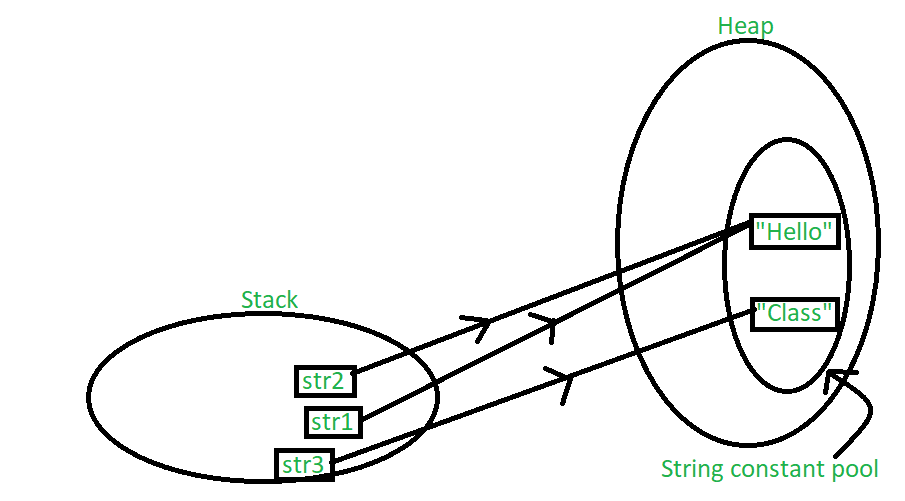 Heap
"Hello"
Stack
"Class"
str2
str1
str3
String constant pool